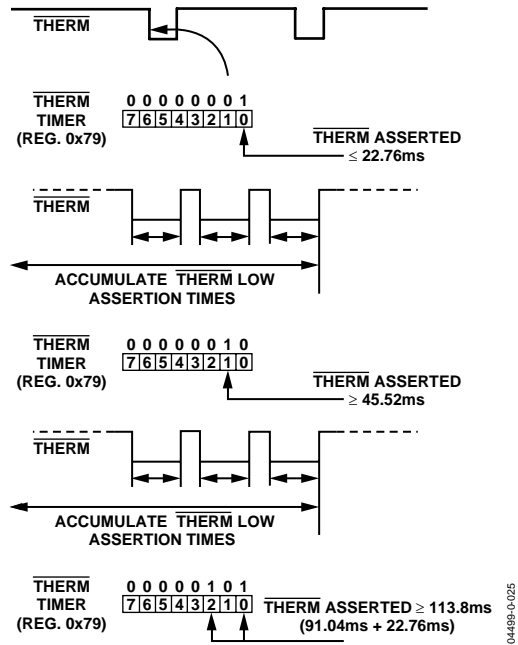 THERM
THERM 0 0 0 0 0 0 0 1
TIMER 7 6 5 4 3 2 1 0
(REG. 0x79)
THERM ASSERTED
≤ 22.76ms
THERM
ACCUMULATE THERM LOW
ASSERTION TIMES
THERM 0 0 0 0 0 0 1 0
TIMER 7 6 5 4 3 2 1 0
(REG. 0x79)
THERM ASSERTED
≥ 45.52ms
THERM
ACCUMULATE THERM LOW
ASSERTION TIMES
THERM 0 0 0 0 0 1 0 1
TIMER 7 6 5 4 3 2 1 0
(REG. 0x79)
THERM ASSERTED ≥ 113.8ms
(91.04ms + 22.76ms)
04499-0-025